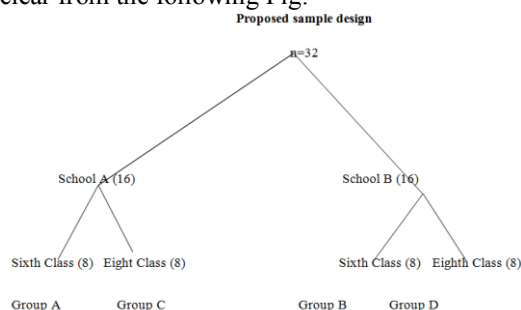 clear from the following Fig.
Proposed sample design
n=32
School A (16) School B (16)
Sixth Class (8) Eight Class (8) Sixth Class (8) Eighth Class (8)
Group A Group C Group B Group D